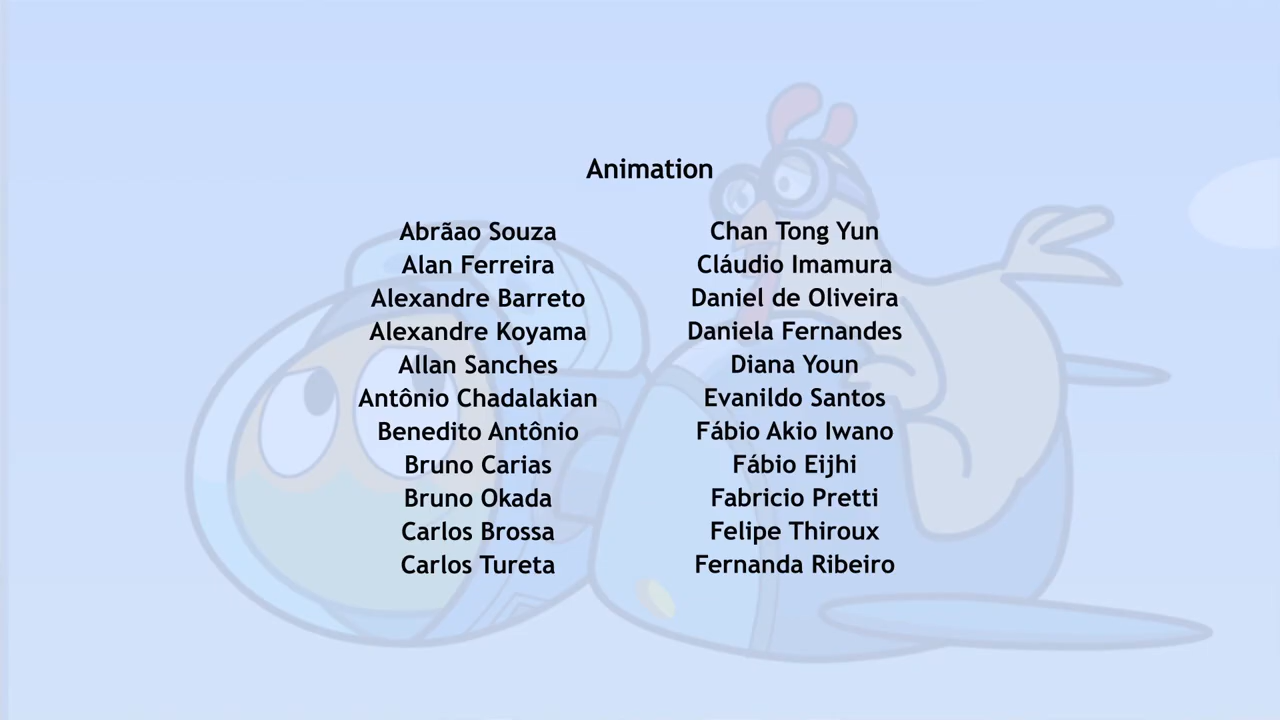 Animation
Abrãao Souza
Alan Ferreira
Alexandre Barreto
Alexandre Koyama
Allan Sanches
Antônio Chadalakian
Benedito Antônio
Bruno Carias
Bruno Okada
Carlos Brossa
Carlos Tureta
Chan Tong Yun
Cláudio Imamura
Daniel de Oliveira
Daniela Fernandes
Diana Youn
Evanildo Santos
Fábio Akio Iwano
Fábio Eijhi
Fabricio Pretti
Felipe Thiroux
Fernanda Ribeiro